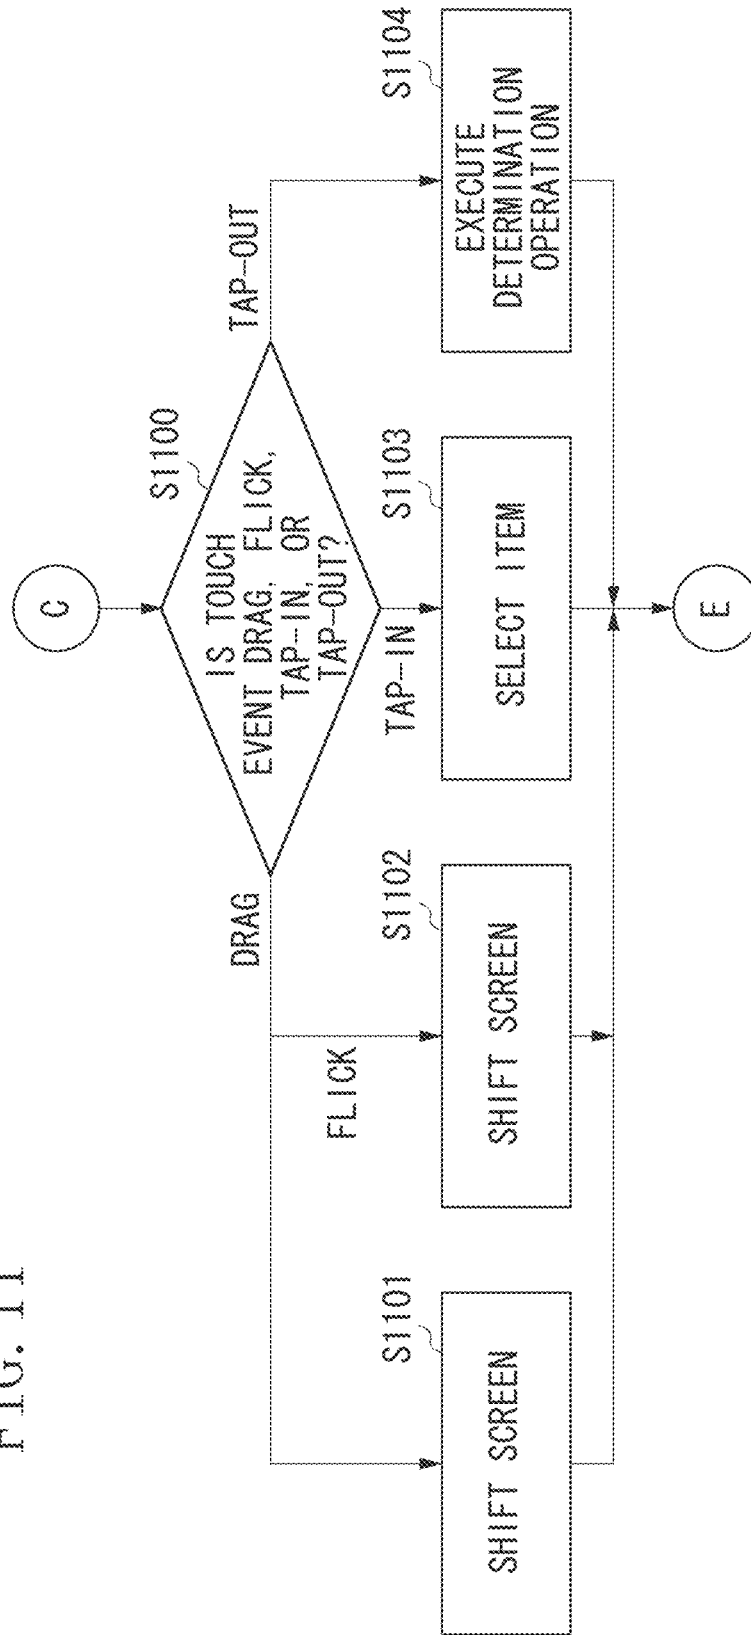 FIG. 11
C
S1100
IS TOUCH
EVENT DRAG, FLICK,
TAP-IN, OR
TAP-OUT?
DRAG
FLICK
TAP-IN
TAP-OUT
S1101
SHIFT SCREEN
S1102
SHIFT SCREEN
S1103
SELECT ITEM
S1104
EXECUTE
DETERMINATION
OPERATION
E